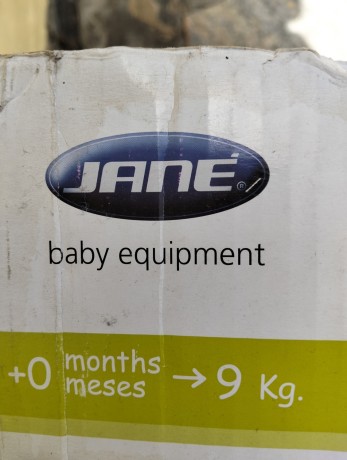 JANÉ ®
baby equipment
+0 months meses → 9 Kg.